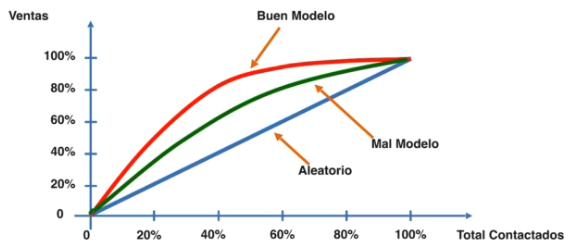 Ventas
Buen Modelo
100%
80%
60%
40%
20%
0
Mal Modelo
Aleatorio
0 20% 40% 60% 80% 100% Total Contactados